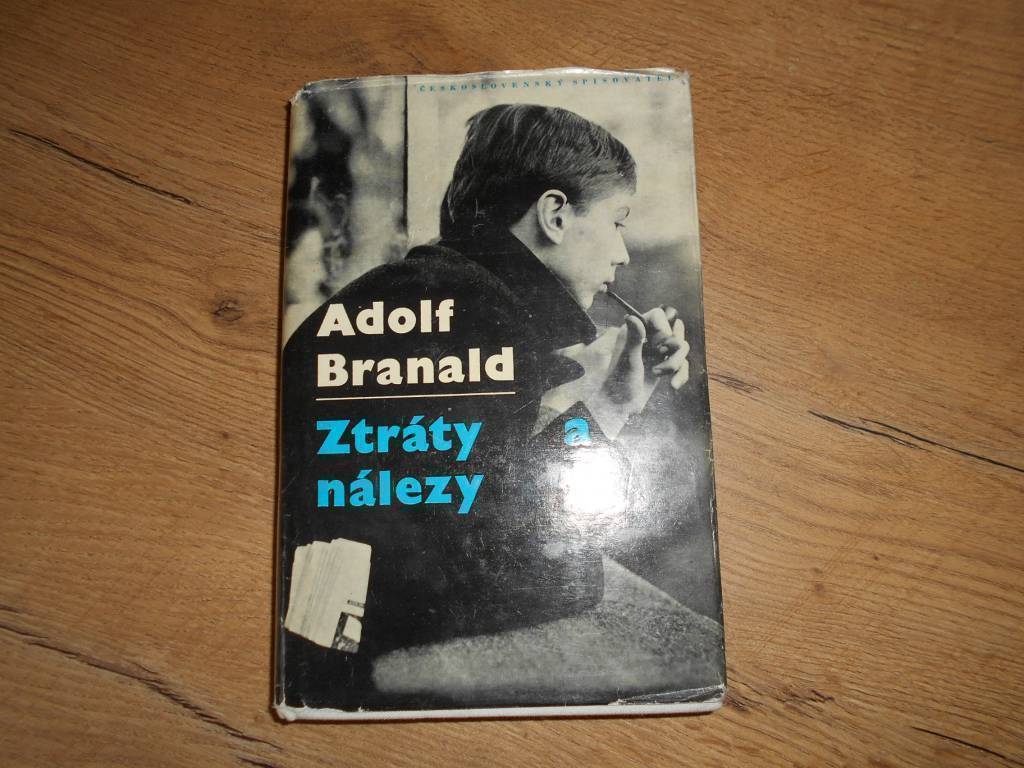 ČESKOSLOVENSKÝ SPISOVATEL
Adolf
Branald
Ztráty a
nálezy